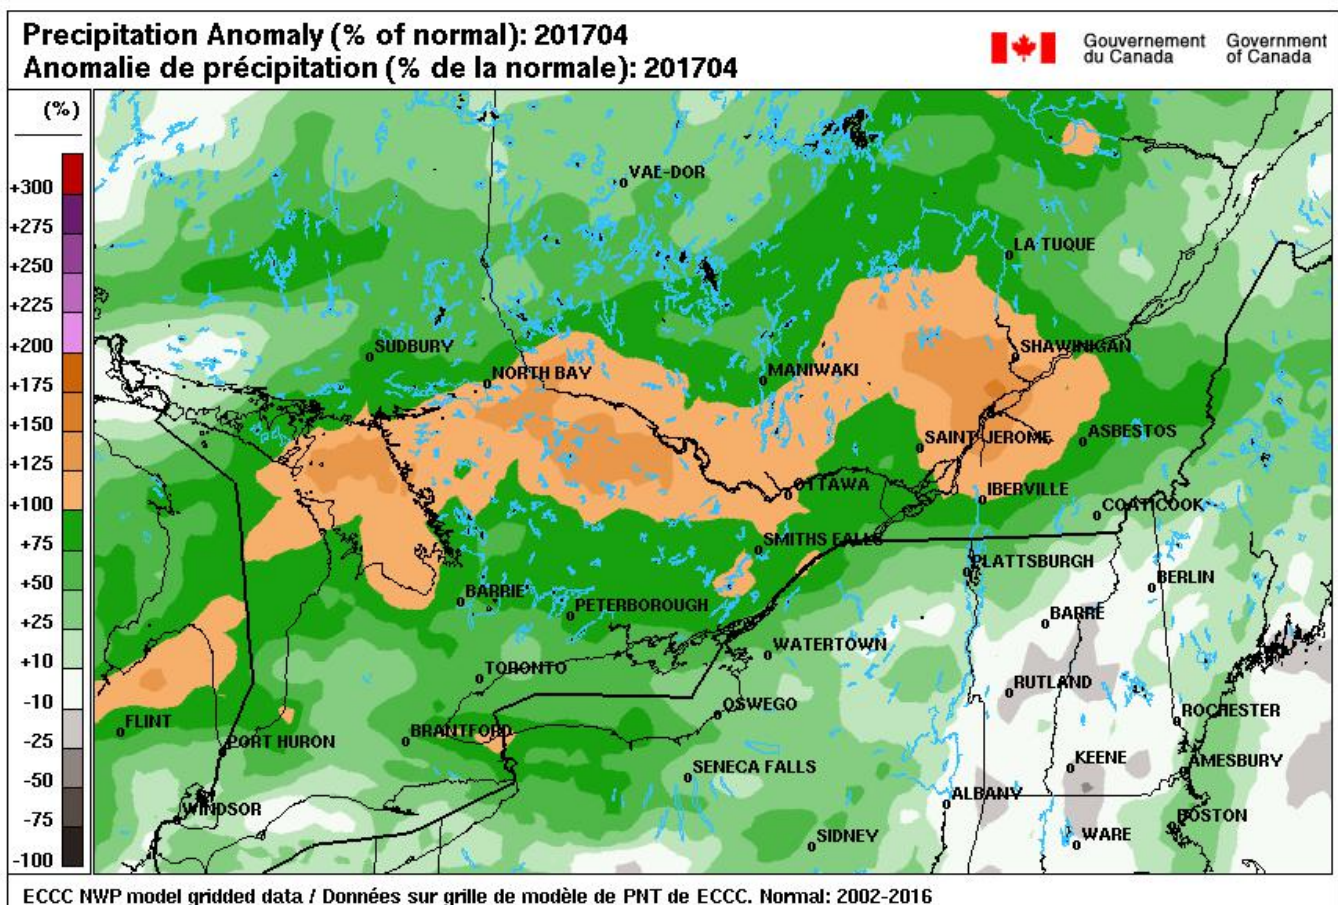 Precipitation Anomaly (% of normal): 201704
Anomalie de précipitation (% de la normale): 201704
Gouvernement du Canada
Government of Canada
(%)
+300
+275
+250
+225
+200
+175
+150
+125
+100
+75
+50
+25
+10
-10
-25
-50
-75
-100
VAE-DOR
LA TUQUE
SUDBURY
NORTH BAY
MANIWAKI
SHAWINIGAN
SAINT-JEROME
ASBESTOS
OTTAWA
IBERVILLE
COATICOOK
SMITHS FALLS
PLATTSBURGH
BERLIN
BARRIE
PETERBOROUGH
BARRE
WATERTOWN
TORONTO
RUTLAND
OSWEGO
ROCHESTER
FLINT
BRANTFORD
PORT HURON
SENECA FALLS
KEENE
AMESBURY
ALBANY
WINDSOR
BOSTON
SIDNEY
WARE
ECCC NWP model gridded data / Données sur grille de modèle de PNT de ECCC. Normal: 2002-2016